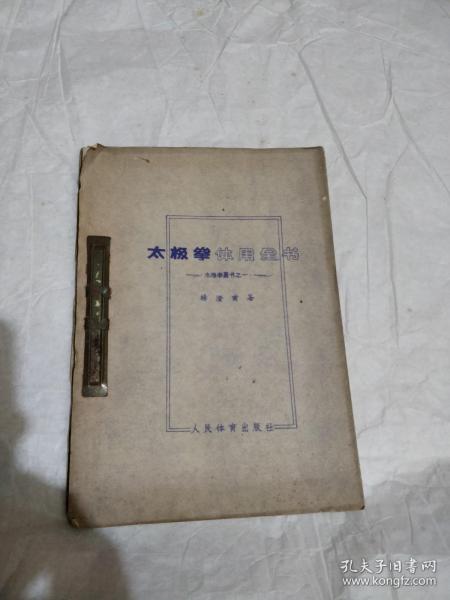 太极拳体用全书
太极拳丛书之一
杨澄甫著
人民体育出版社
孔夫子旧书网
www.kongfz.com